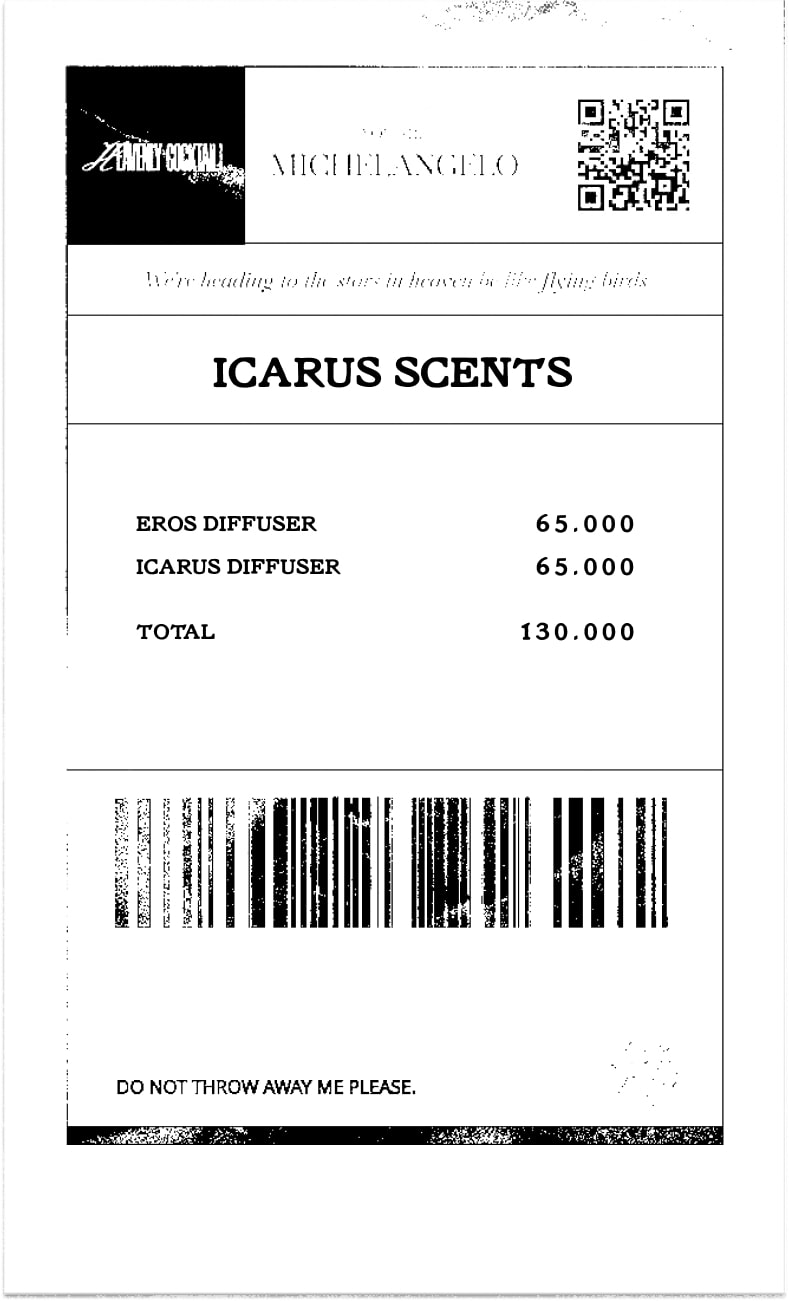 HEAVENLY COCKTAIL
MICHELANGELO
We're heading to the stars in heaven be like flying birds
ICARUS SCENTS
EROS DIFFUSER 65.000
ICARUS DIFFUSER 65.000
TOTAL 130.000
DO NOT THROW AWAY ME PLEASE.